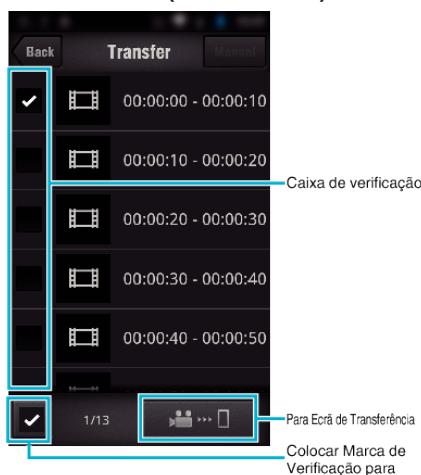 Back Transfer Manual
00:00:00 - 00:00:10
00:00:10 - 00:00:20
Caixa de verificação
00:00:20 - 00:00:30
00:00:30 - 00:00:40
00:00:40 - 00:00:50
1/13
Para Ecrã de Transferência
Colocar Marca de
Verificação para